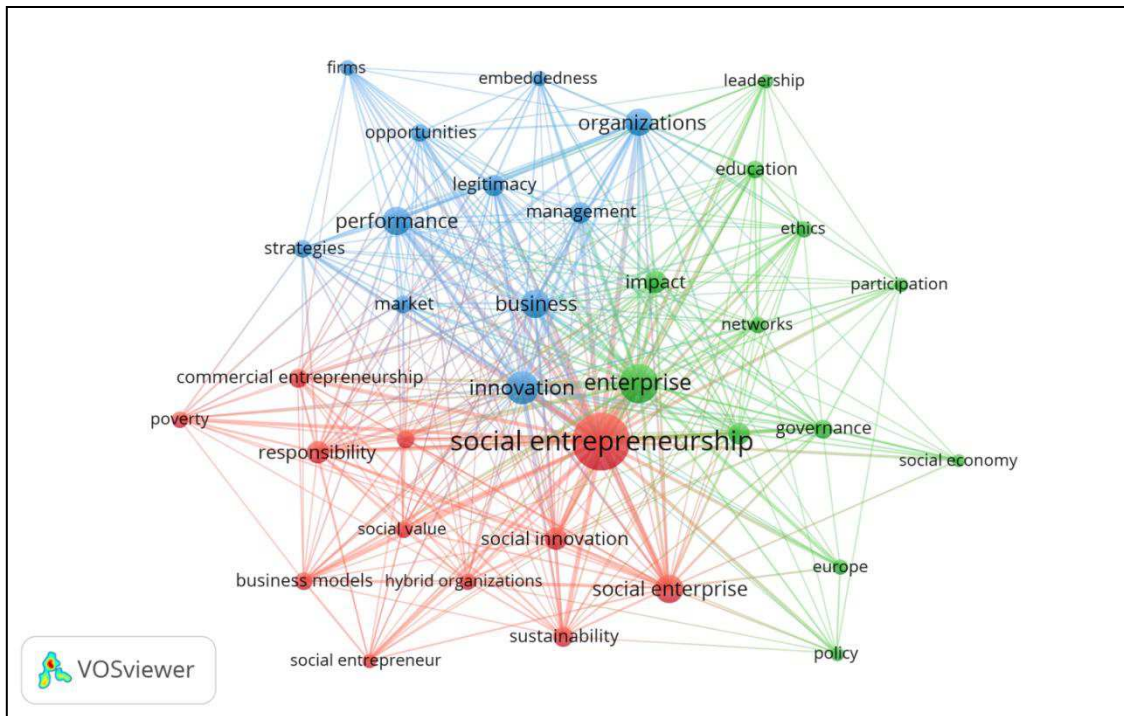 firms
embeddedness
leadership
opportunities
organizations
education
legitimacy
management
performance
ethics
strategies
impact
participation
market
business
networks
commercial entrepreneurship
innovation
enterprise
poverty
social entrepreneurship
governance
responsibility
social economy
social value
social innovation
europe
business models
hybrid organizations
social enterprise
sustainability
policy
social entrepreneur
VOSviewer